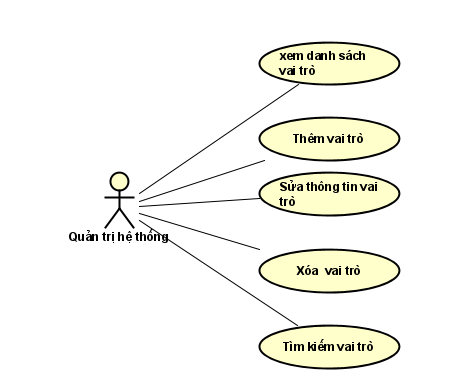 xem danh sách
vai trò
Thêm vai trò
Sửa thông tin vai
trò
Quản trị hệ thống
Xóa vai trò
Tìm kiếm vai trò